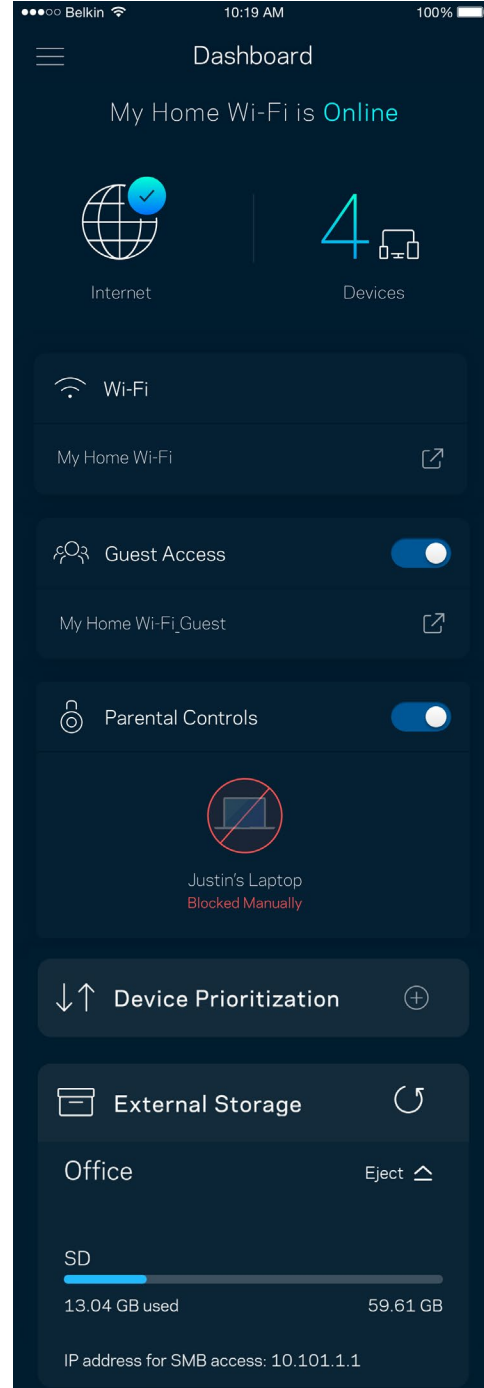 Belkin 10:19 AM 100%
Dashboard
My Home Wi-Fi is Online
4
Internet Devices
Wi-Fi
My Home Wi-Fi
Guest Access
My Home Wi-Fi_Guest
Parental Controls
Justin's Laptop
Blocked Manually
Device Prioritization
External Storage
Office Eject
SD
13.04 GB used 59.61 GB
IP address for SMB access: 10.101.1.1